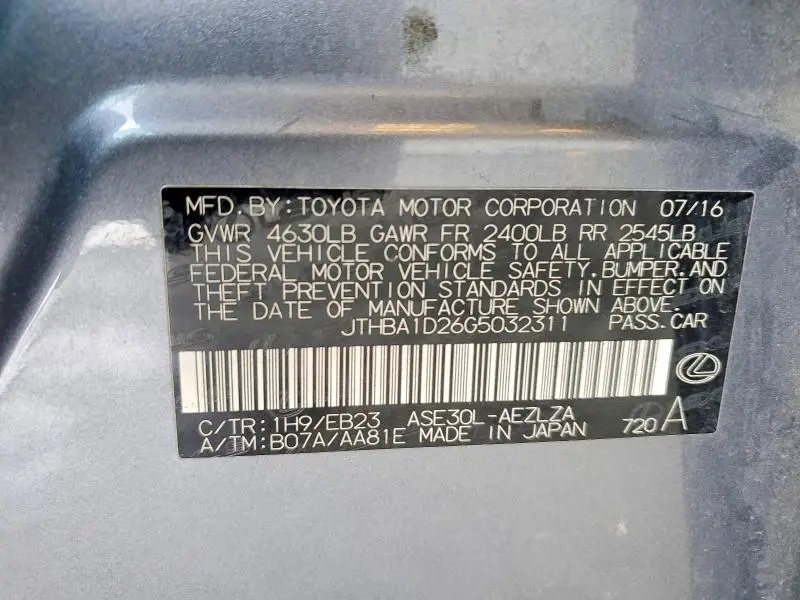 MFD. BY: TOYOTA MOTOR CORPORATION 07/16
GVWR 4630LB GAWR FR 2400LB RR 2545LB
THIS VEHICLE CONFORMS TO ALL APPLICABLE
FEDERAL MOTOR VEHICLE SAFETY, BUMPER, AND
THEFT PREVENTION STANDARDS IN EFFECT ON
THE DATE OF MANUFACTURE SHOWN ABOVE.
JTHBA1D26G5032311 PASS. CAR
C/TR: 1H9/EB23 ASE30L-AEZLZA
A/TM: B07A/AA81E MADE IN JAPAN 720 A